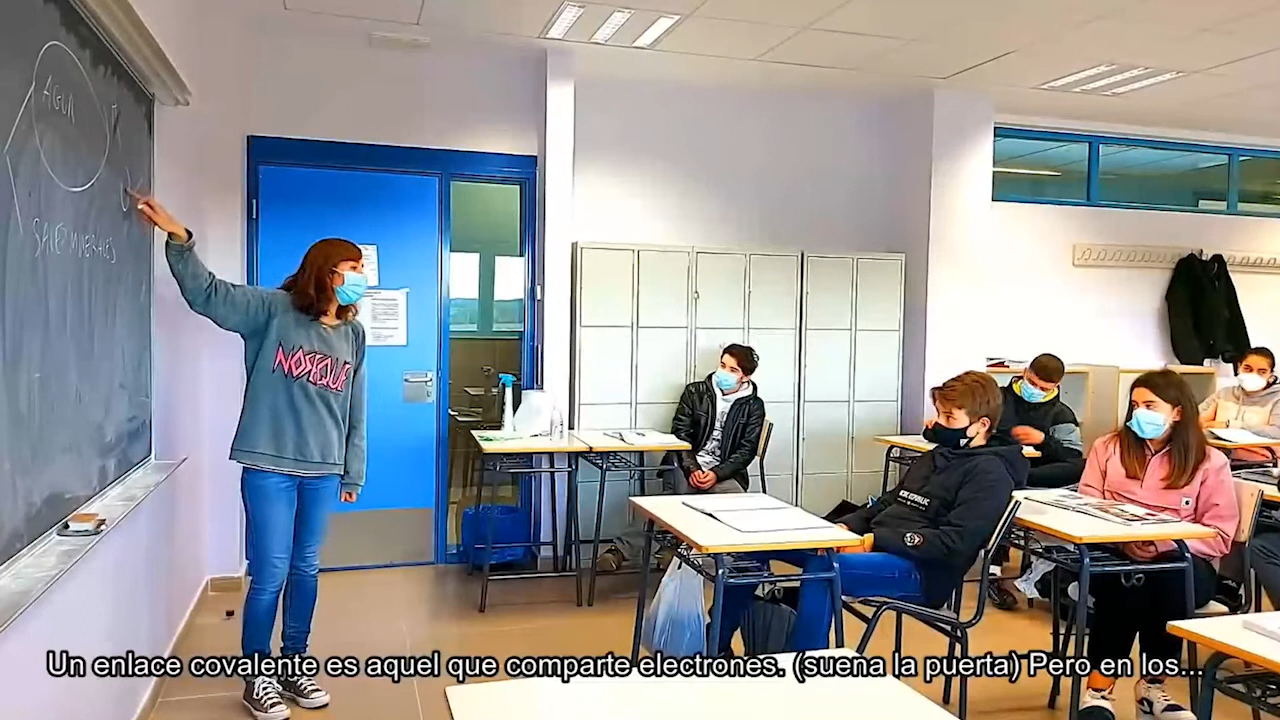 AGUA
SALES MINERALES
NOSEQUE
Un enlace covalente es aquel que comparte electrones. (suena la puerta) Pero en los...